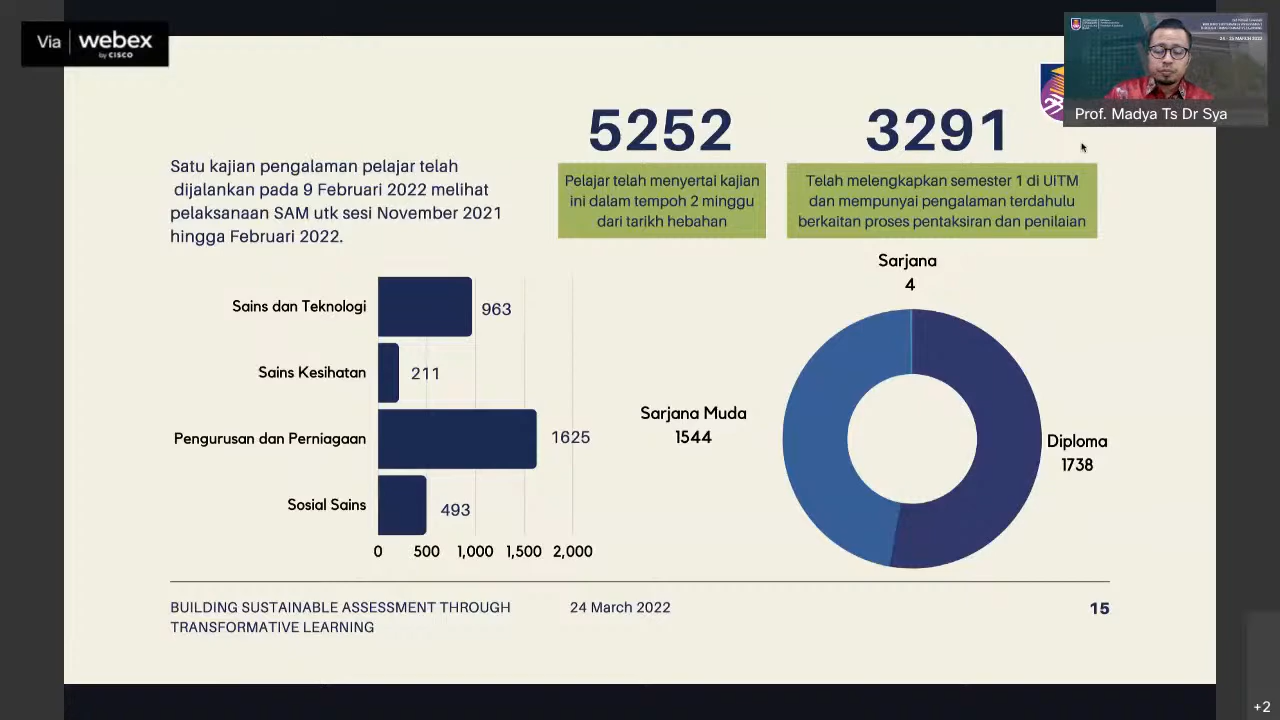 Via webex
by CISCO
Prof. Madya Ts Dr Sya
5252
3291
Satu kajian pengalaman pelajar telah
dijalankan pada 9 Februari 2022 melihat
pelaksanaan SAM utk sesi November 2021
hingga Februari 2022.
Pelajar telah menyertai kajian
ini dalam tempoh 2 minggu
dari tarikh hebahan
Telah melengkapkan semester 1 di UiTM
dan mempunyai pengalaman terdahulu
berkaitan proses pentaksiran dan penilaian
Sains dan Teknologi
963
Sains Kesihatan
211
Pengurusan dan Perniagaan
1625
Sosial Sains
493
0 500 1,000 1,500 2,000
Sarjana
4
Sarjana Muda
1544
Diploma
1738
BUILDING SUSTAINABLE ASSESSMENT THROUGH
TRANSFORMATIVE LEARNING
24 March 2022
15
+2